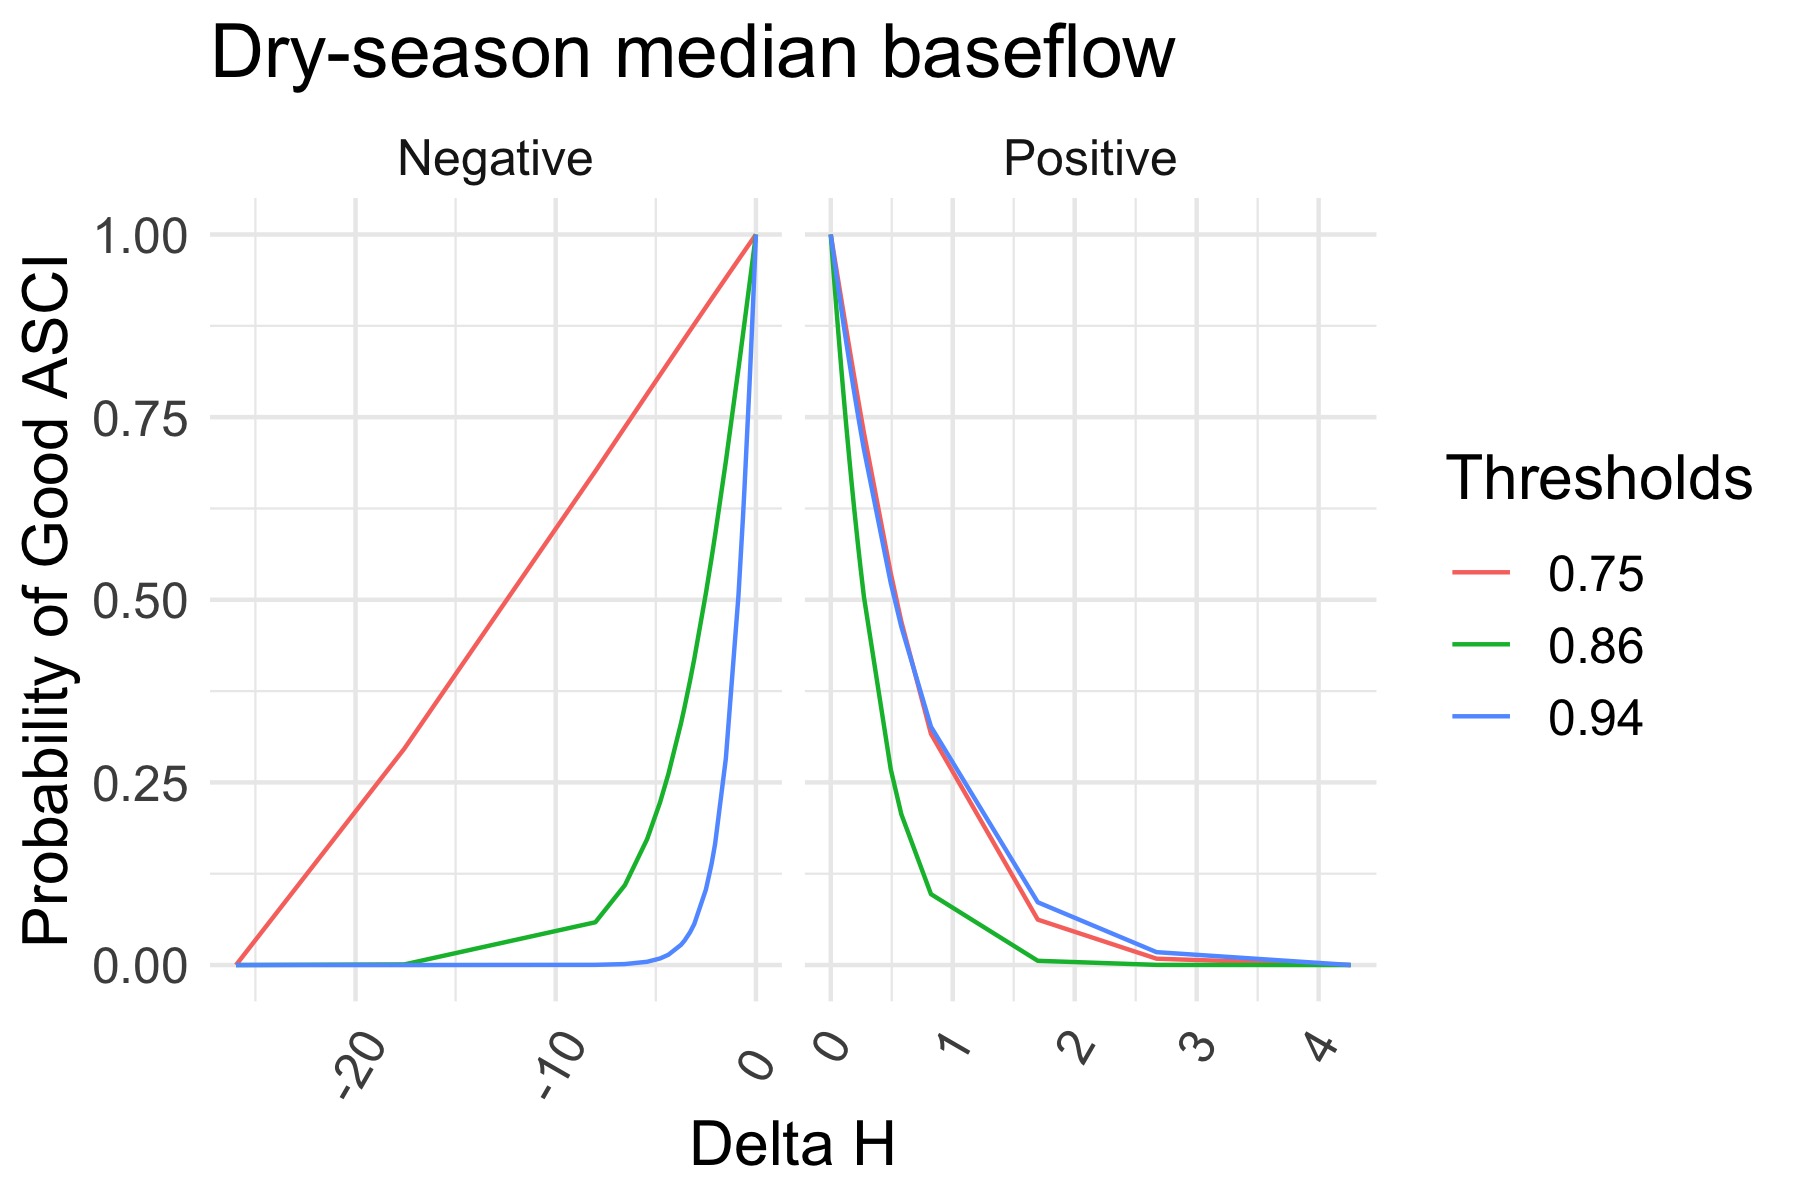 Dry-season median baseflow
Negative
Positive
Probability of Good ASCI
1.00
0.75
0.50
0.25
0.00
-20
-10
0
0
1
2
3
4
Delta H
Thresholds
0.75
0.86
0.94